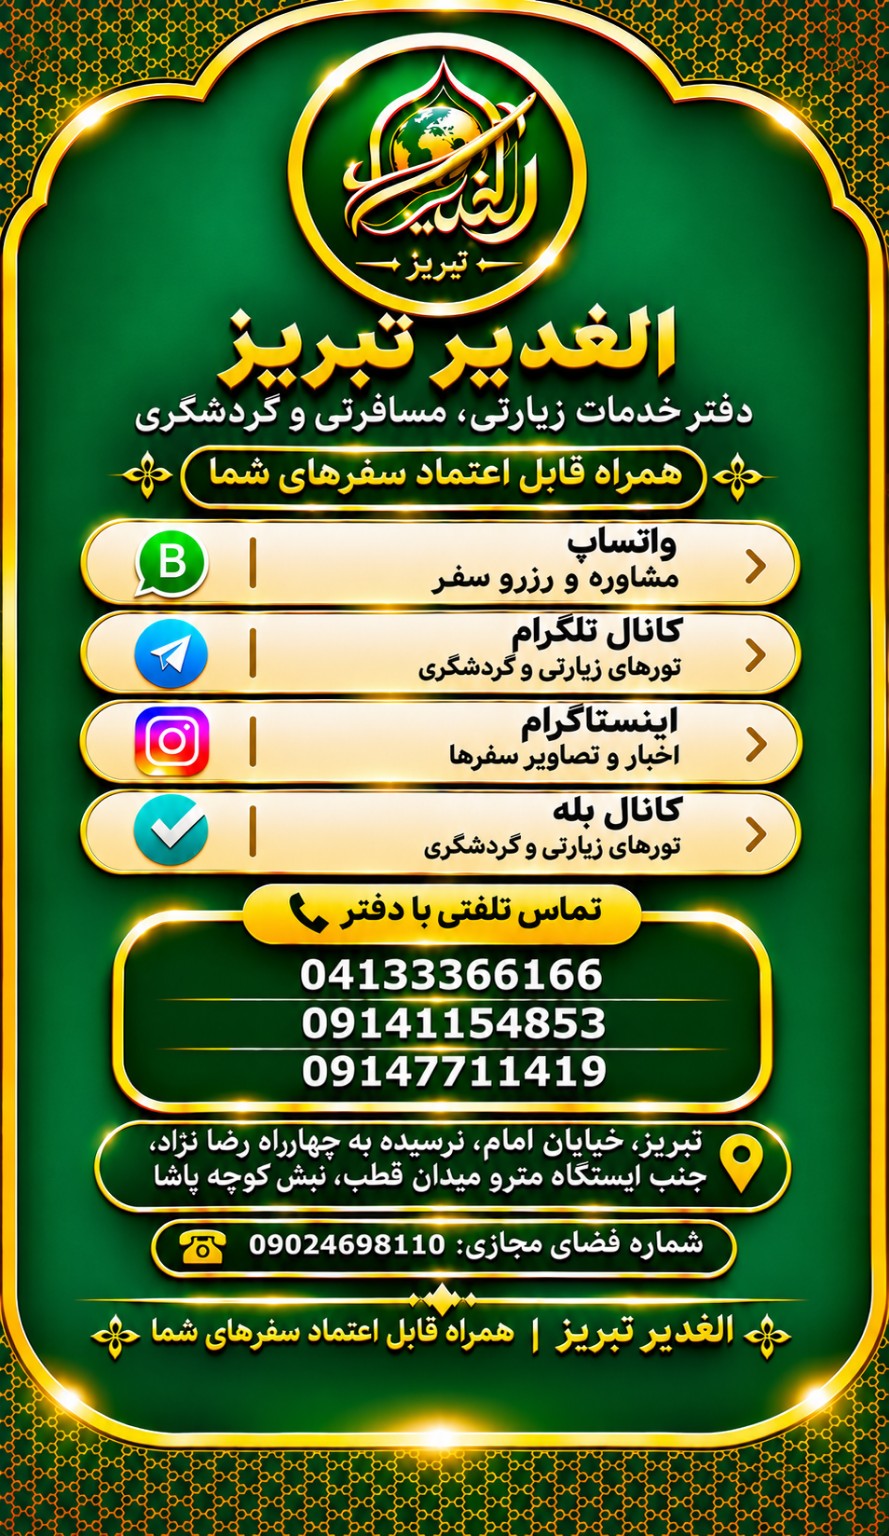 الغدیر
تبریز
الغدیر تبریز
دفتر خدمات زیارتی، مسافرتی و گردشگری
همراه قابل اعتماد سفرهای شما
واتساپ
مشاوره و رزرو سفر
B
کانال تلگرام
تورهای زیارتی و گردشگری
اینستاگرام
اخبار و تصاویر سفرها
کانال بله
تورهای زیارتی و گردشگری
تماس تلفتی با دفتر
04133366166
09141154853
09147711419
تبریز، خیایان امام، نرسیده به چهارراه رضا نژاد،
جنب ایستگاه مترو میدان قطب، نبش کوچه پاشا
شماره فضای مجازی: 09024698110
الغدیر تبریز | همراه قابل اعتماد سفرهای شما